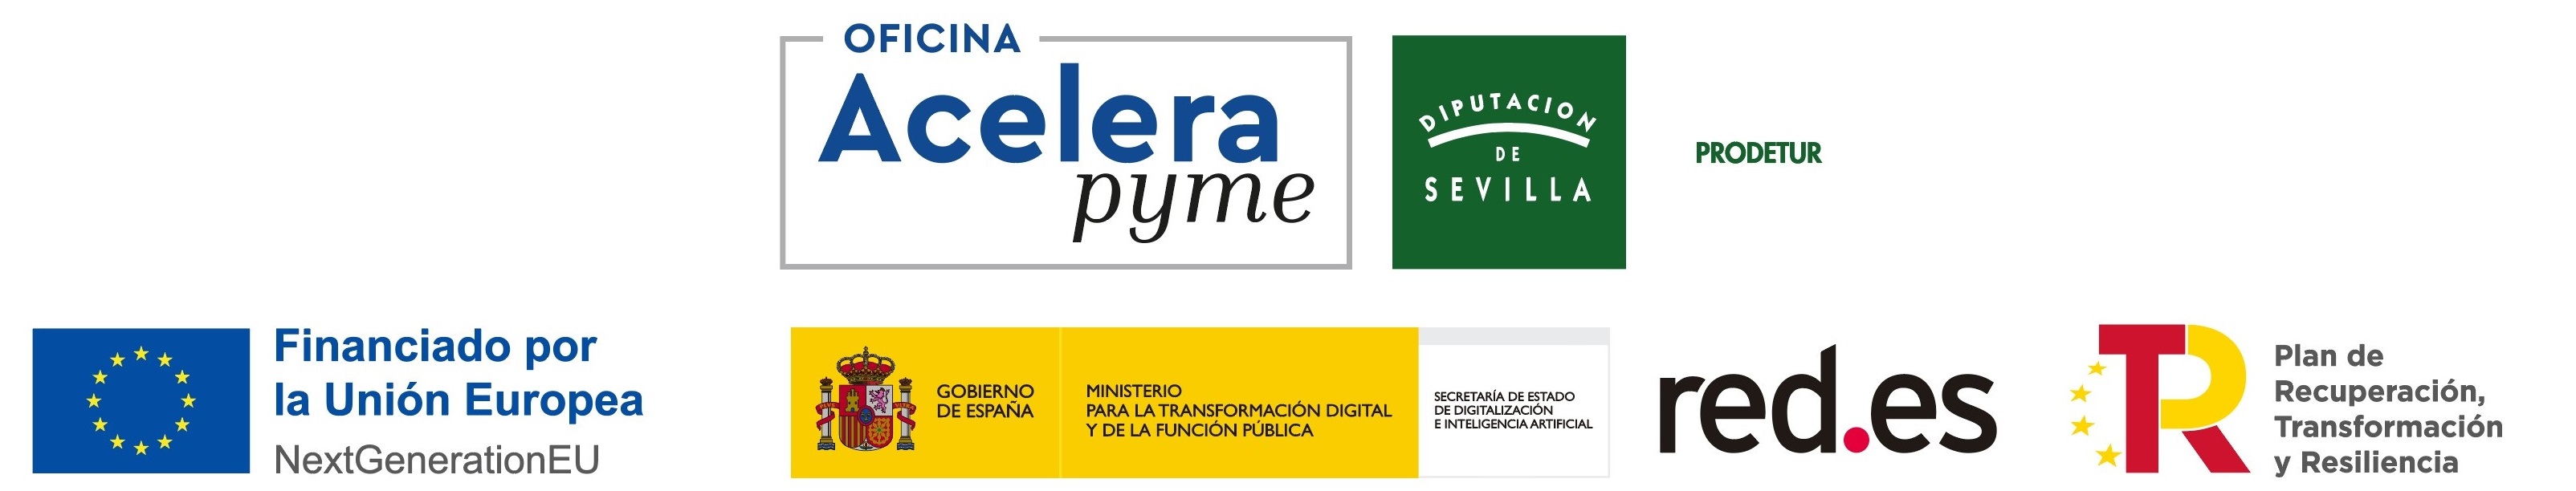 OFICINA
Acelera
pyme
DIPUTACION
DE
SEVILLA
PRODETUR
Financiado por
la Unión Europea
NextGenerationEU
GOBIERNO
DE ESPAÑA
MINISTERIO
PARA LA TRANSFORMACIÓN DIGITAL
Y DE LA FUNCIÓN PÚBLICA
SECRETARÍA DE ESTADO
DE DIGITALIZACIÓN
E INTELIGENCIA ARTIFICIAL
red.es
TR
Plan de
Recuperación,
Transformación
y Resiliencia